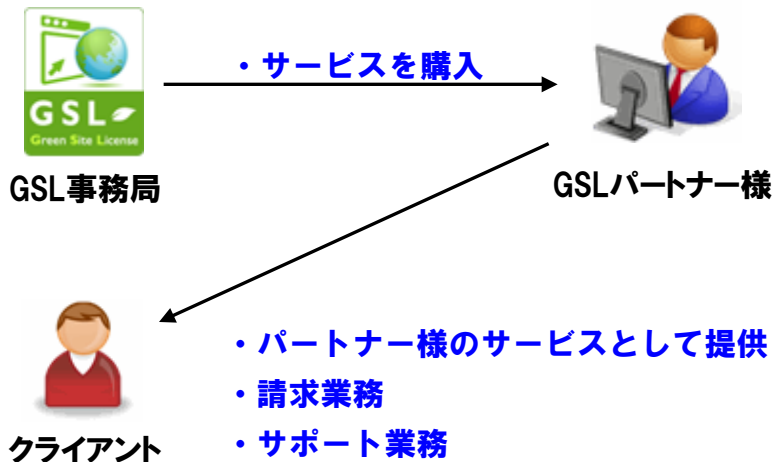 ・サービスを購入
GSL
Green Site License
GSL事務局
GSLパートナー様
・パートナー様のサービスとして提供
・請求業務
・サポート業務
クライアント